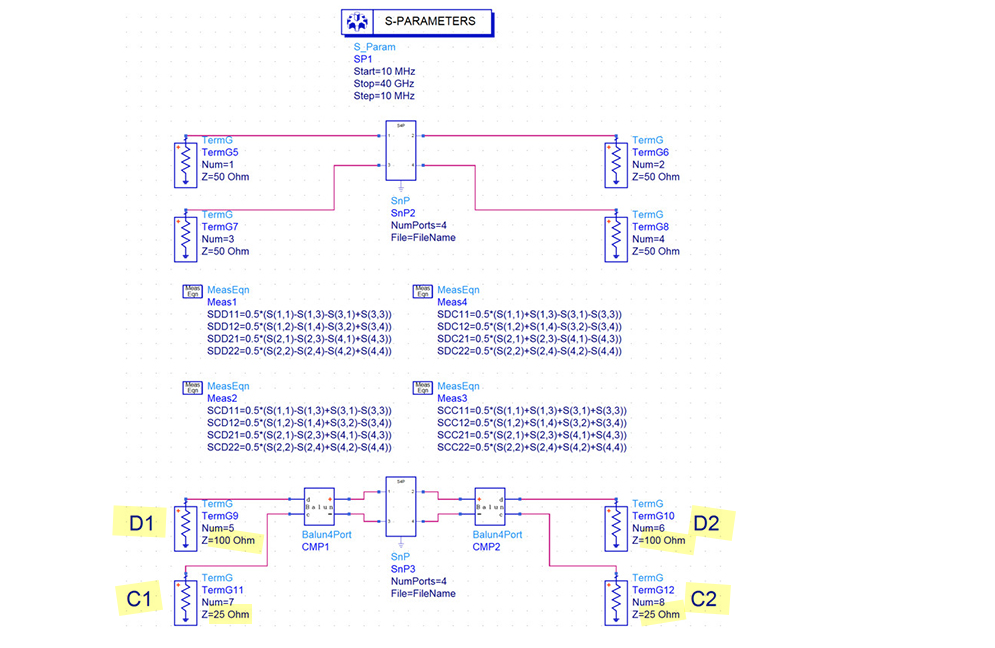 S-PARAMETERS
S_Param
SP1
Start=10 MHz
Stop=40 GHz
Step=10 MHz
TermG
TermG5
Num=1
Z=50 Ohm
TermG
TermG7
Num=3
Z=50 Ohm
S4P
1 2
3 4
SnP
SnP2
NumPorts=4
File=FileName
TermG
TermG6
Num=2
Z=50 Ohm
TermG
TermG8
Num=4
Z=50 Ohm
Meas
Eqn
MeasEqn
Meas1
SDD11=0.5*(S(1,1)-S(1,3)-S(3,1)+S(3,3))
SDD12=0.5*(S(1,2)-S(1,4)-S(3,2)+S(3,4))
SDD21=0.5*(S(2,1)-S(2,3)-S(4,1)+S(4,3))
SDD22=0.5*(S(2,2)-S(2,4)-S(4,2)+S(4,4))
Meas
Eqn
MeasEqn
Meas4
SDC11=0.5*(S(1,1)+S(1,3)-S(3,1)-S(3,3))
SDC12=0.5*(S(1,2)+S(1,4)-S(3,2)-S(3,4))
SDC21=0.5*(S(2,1)+S(2,3)-S(4,1)-S(4,3))
SDC22=0.5*(S(2,2)+S(2,4)-S(4,2)-S(4,4))
Meas
Eqn
MeasEqn
Meas2
SCD11=0.5*(S(1,1)-S(1,3)+S(3,1)-S(3,3))
SCD12=0.5*(S(1,2)-S(1,4)+S(3,2)-S(3,4))
SCD21=0.5*(S(2,1)-S(2,3)+S(4,1)-S(4,3))
SCD22=0.5*(S(2,2)-S(2,4)+S(4,2)-S(4,4))
Meas
Eqn
MeasEqn
Meas3
SCC11=0.5*(S(1,1)+S(1,3)+S(3,1)+S(3,3))
SCC12=0.5*(S(1,2)+S(1,4)+S(3,2)+S(3,4))
SCC21=0.5*(S(2,1)+S(2,3)+S(4,1)+S(4,3))
SCC22=0.5*(S(2,2)+S(2,4)+S(4,2)+S(4,4))
D1
TermG
TermG9
Num=5
Z=100 Ohm
C1
TermG
TermG11
Num=7
Z=25 Ohm
d +
Balun
c -
Balun4Port
CMP1
S4P
1 2
3 4
SnP
SnP3
NumPorts=4
File=FileName
+ d
Balun
- c
Balun4Port
CMP2
TermG
TermG10
Num=6
Z=100 Ohm
D2
TermG
TermG12
Num=8
Z=25 Ohm
C2